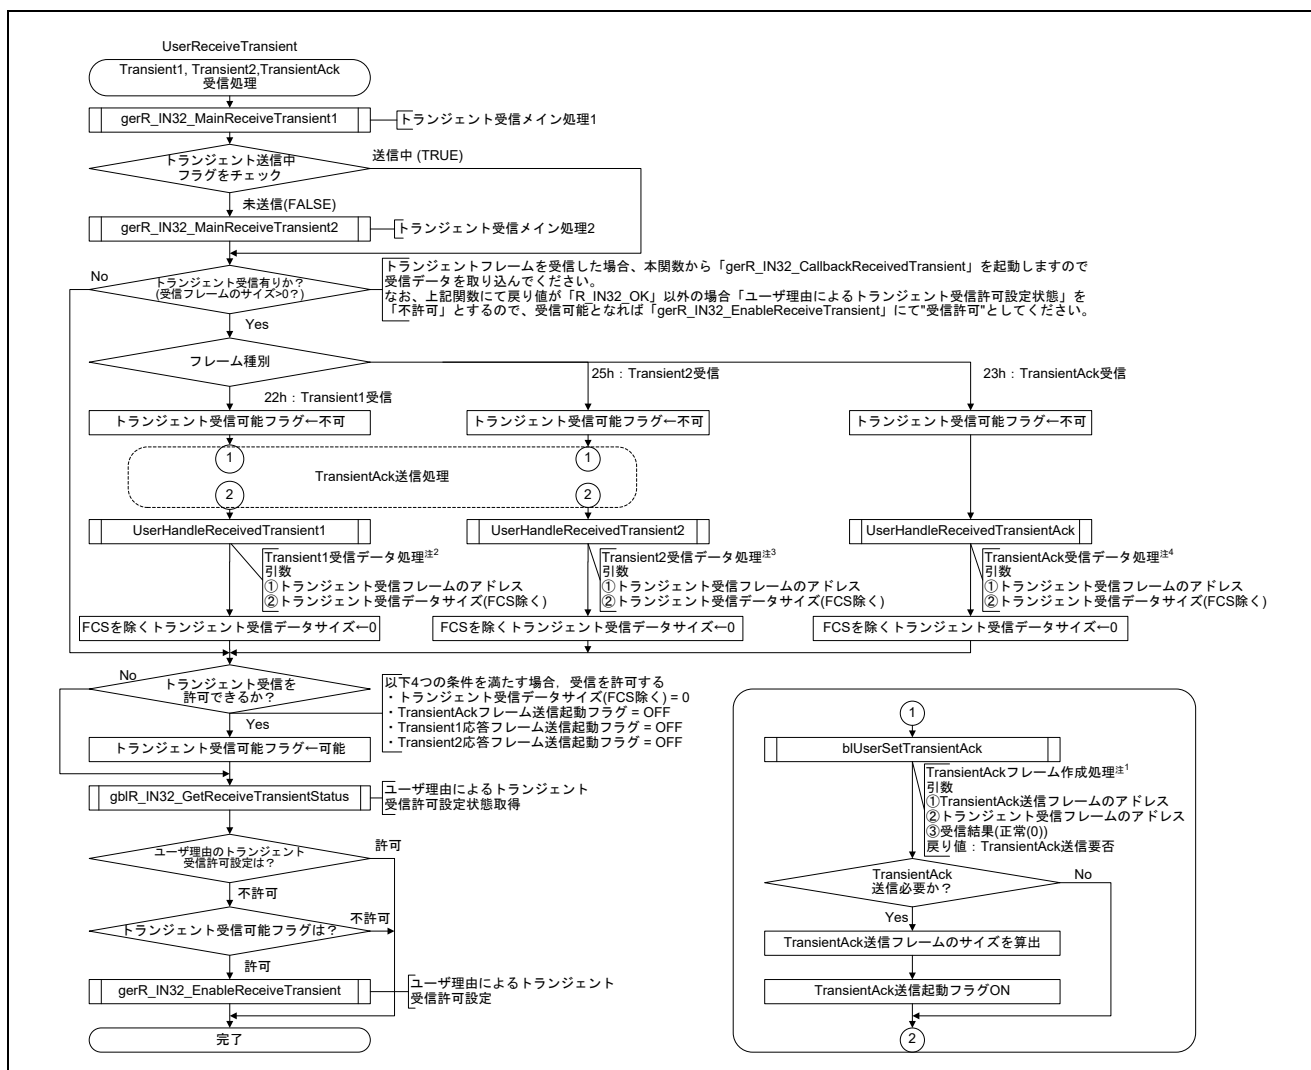 UserReceiveTransient
Transient1, Transient2,TransientAck
受信処理
gerR_IN32_MainReceiveTransient1
トランジェント受信メイン処理1
トランジェント送信中
フラグをチェック
送信中 (TRUE)
未送信(FALSE)
gerR_IN32_MainReceiveTransient2
トランジェント受信メイン処理2
No
トランジェント受信有りか？
(受信フレームのサイズ>0？)
トランジェントフレームを受信した場合、本関数から「gerR_IN32_CallbackReceivedTransient」を起動しますので
受信データを取り込んでください。
なお、上記関数にて戻り値が「R_IN32_OK」以外の場合「ユーザ理由によるトランジェント受信許可設定状態」を
「不許可」とするので、受信可能となれば「gerR_IN32_EnableReceiveTransient」にて"受信許可"としてください。
Yes
フレーム種別
22h：Transient1受信
25h：Transient2受信
23h：TransientAck受信
トランジェント受信可能フラグ←不可
トランジェント受信可能フラグ←不可
トランジェント受信可能フラグ←不可
1
1
TransientAck送信処理
2
2
UserHandleReceivedTransient1
UserHandleReceivedTransient2
UserHandleReceivedTransientAck
Transient1受信データ処理注2
引数
①トランジェント受信フレームのアドレス
②トランジェント受信データサイズ(FCS除く)
Transient2受信データ処理注3
引数
①トランジェント受信フレームのアドレス
②トランジェント受信データサイズ(FCS除く)
TransientAck受信データ処理注4
引数
①トランジェント受信フレームのアドレス
②トランジェント受信データサイズ(FCS除く)
FCSを除くトランジェント受信データサイズ←0
FCSを除くトランジェント受信データサイズ←0
FCSを除くトランジェント受信データサイズ←0
No
トランジェント受信を
許可できるか？
以下4つの条件を満たす場合，受信を許可する
・トランジェント受信データサイズ(FCS除く) = 0
・TransientAckフレーム送信起動フラグ = OFF
・Transient1応答フレーム送信起動フラグ = OFF
・Transient2応答フレーム送信起動フラグ = OFF
Yes
トランジェント受信可能フラグ←可能
gblR_IN32_GetReceiveTransientStatus
ユーザ理由によるトランジェント
受信許可設定状態取得
ユーザ理由のトランジェント
受信許可設定は？
許可
不許可
トランジェント受信可能フラグは？
不許可
許可
gerR_IN32_EnableReceiveTransient
ユーザ理由によるトランジェント
受信許可設定
完了
1
blUserSetTransientAck
TransientAckフレーム作成処理注1
引数
①TransientAck送信フレームのアドレス
②トランジェント受信フレームのアドレス
③受信結果(正常(0))
戻り値：TransientAck送信要否
TransientAck
送信必要か？
No
Yes
TransientAck送信フレームのサイズを算出
TransientAck送信起動フラグON
2